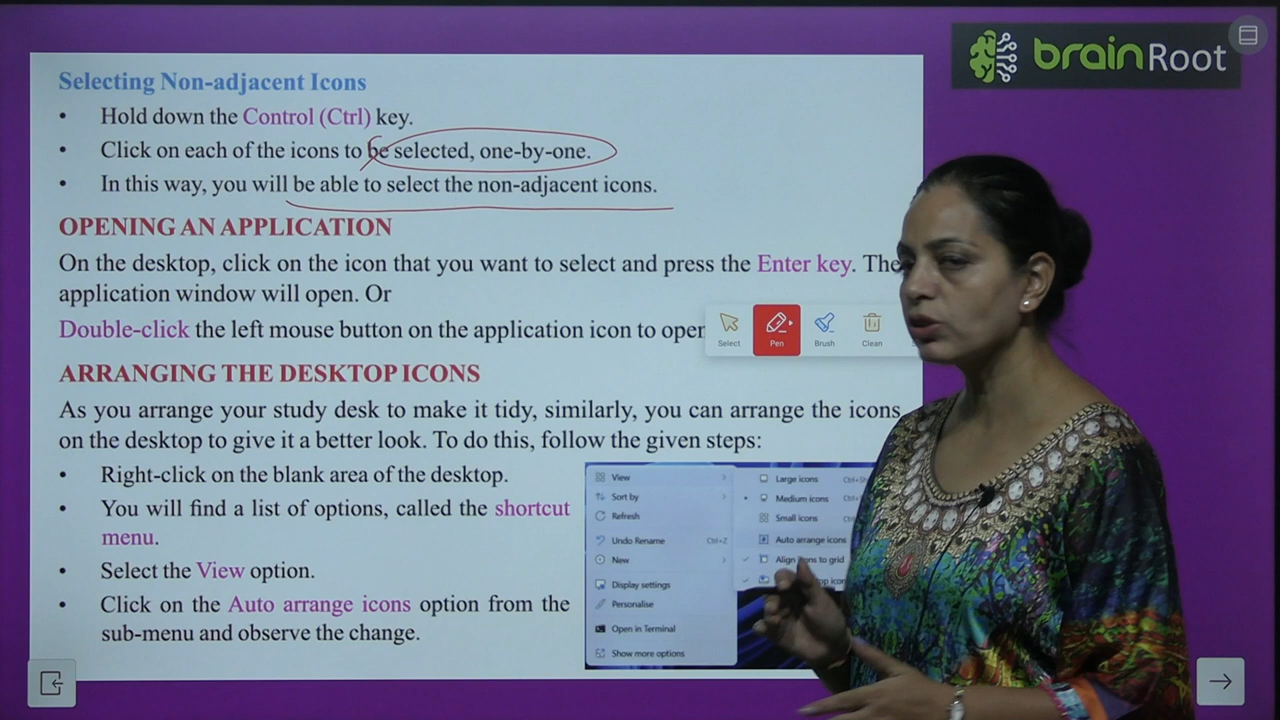 brainRoot
Selecting Non-adjacent Icons
• Hold down the Control (Ctrl) key.
• Click on each of the icons to be selected, one-by-one.
• In this way, you will be able to select the non-adjacent icons.
OPENING AN APPLICATION
On the desktop, click on the icon that you want to select and press the Enter key. The
application window will open. Or
Double-click the left mouse button on the application icon to open
Select Pen Brush Clean
ARRANGING THE DESKTOP ICONS
As you arrange your study desk to make it tidy, similarly, you can arrange the icons
on the desktop to give it a better look. To do this, follow the given steps:
• Right-click on the blank area of the desktop.
• You will find a list of options, called the shortcut
menu.
• Select the View option.
• Click on the Auto arrange icons option from the
sub-menu and observe the change.
View
Sort by
Refresh
Undo Rename Ctrl+Z
New
Display settings
Personalise
Open in Terminal
Show more options
Large icons
Medium icons
Small icons
Auto arrange icons
Align icons to grid